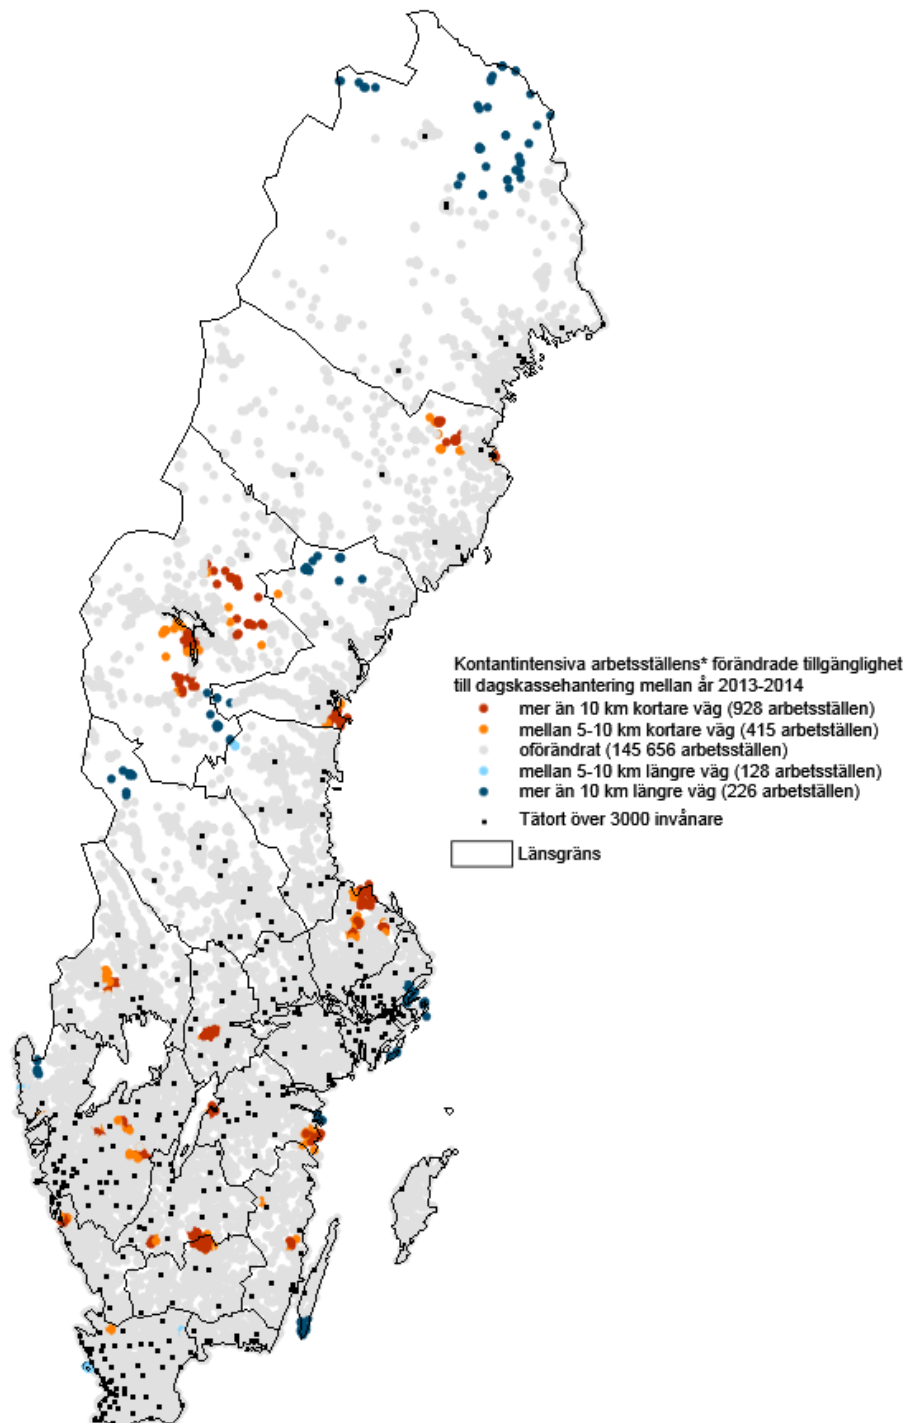 Kontantintensiva arbetsställens* förändrade tillgänglighet
till dagskassehantering mellan år 2013-2014
mer än 10 km kortare väg (928 arbetsställen)
mellan 5-10 km kortare väg (415 arbetställen)
oförändrat (145 656 arbetsställen)
mellan 5-10 km längre väg (128 arbetsställen)
mer än 10 km längre väg (226 arbetställen)
Tätort över 3000 invånare
Länsgräns